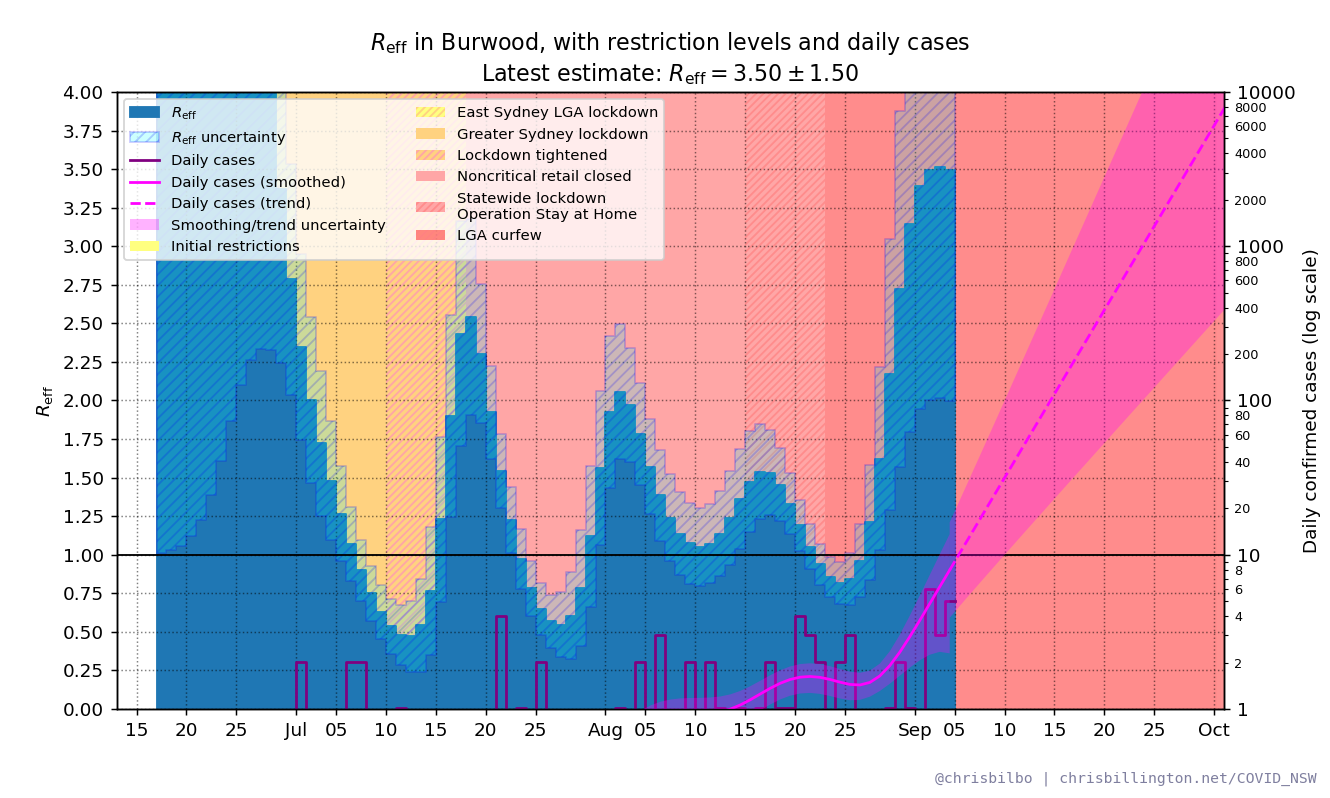 Reff in Burwood, with restriction levels and daily cases
Latest estimate: Reff = 3.50 ± 1.50
Reff
Reff uncertainty
Daily cases
Daily cases (smoothed)
Daily cases (trend)
Smoothing/trend uncertainty
Initial restrictions
East Sydney LGA lockdown
Greater Sydney lockdown
Lockdown tightened
Noncritical retail closed
Statewide lockdown
Operation Stay at Home
LGA curfew
4.00
3.75
3.50
3.25
3.00
2.75
2.50
2.25
2.00
1.75
1.50
1.25
1.00
0.75
0.50
0.25
0.00
Reff
10000
8000
6000
4000
2000
1000
800
600
400
200
100
80
60
40
20
10
8
6
4
2
1
Daily confirmed cases (log scale)
15 20 25 Jul 05 10 15 20 25 Aug 05 10 15 20 25 Sep 05 10 15 20 25 Oct
@chrisbilbo | chrisbillington.net/COVID_NSW